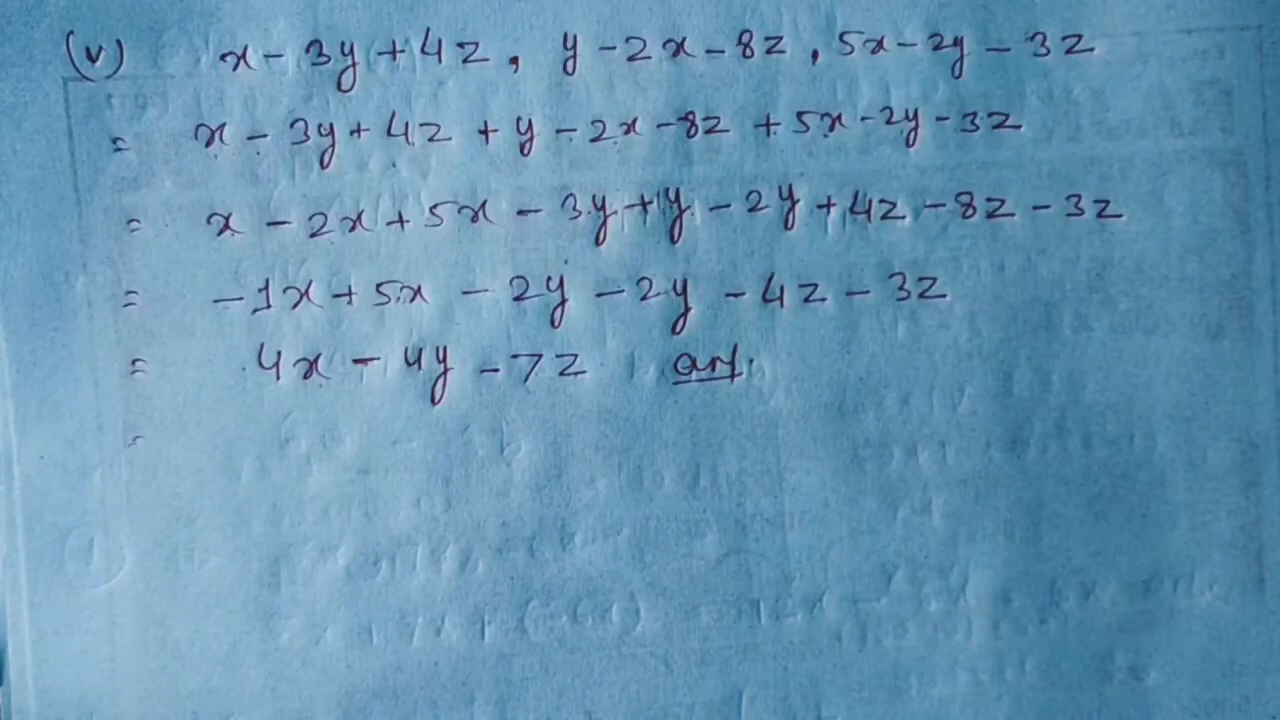 (v) x - 3y + 4z , y - 2x - 8z , 5x - 2y - 3z
= x - 3y + 4z + y - 2x - 8z + 5x - 2y - 3z
= x - 2x + 5x - 3y + 1y - 2y + 4z - 8z - 3z
= -1x + 5x - 2y - 2y - 4z - 3z
= 4x - 4y - 7z ans.
=